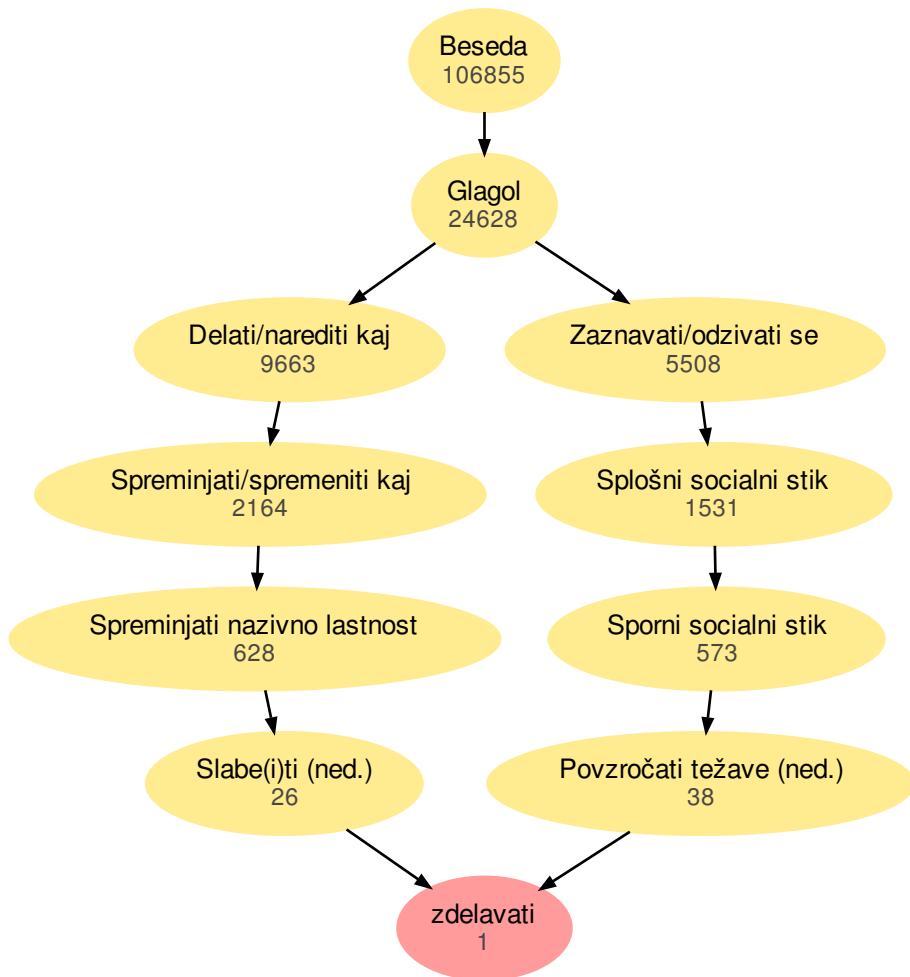 Beseda
106855
Glagol
24628
Delati/narediti kaj
9663
Zaznavati/odzivati se
5508
Spreminjati/spremeniti kaj
2164
Splošni socialni stik
1531
Spreminjati nazivno lastnost
628
Sporni socialni stik
573
Slabe(i)ti (ned.)
26
Povzročati težave (ned.)
38
zdelavati
1